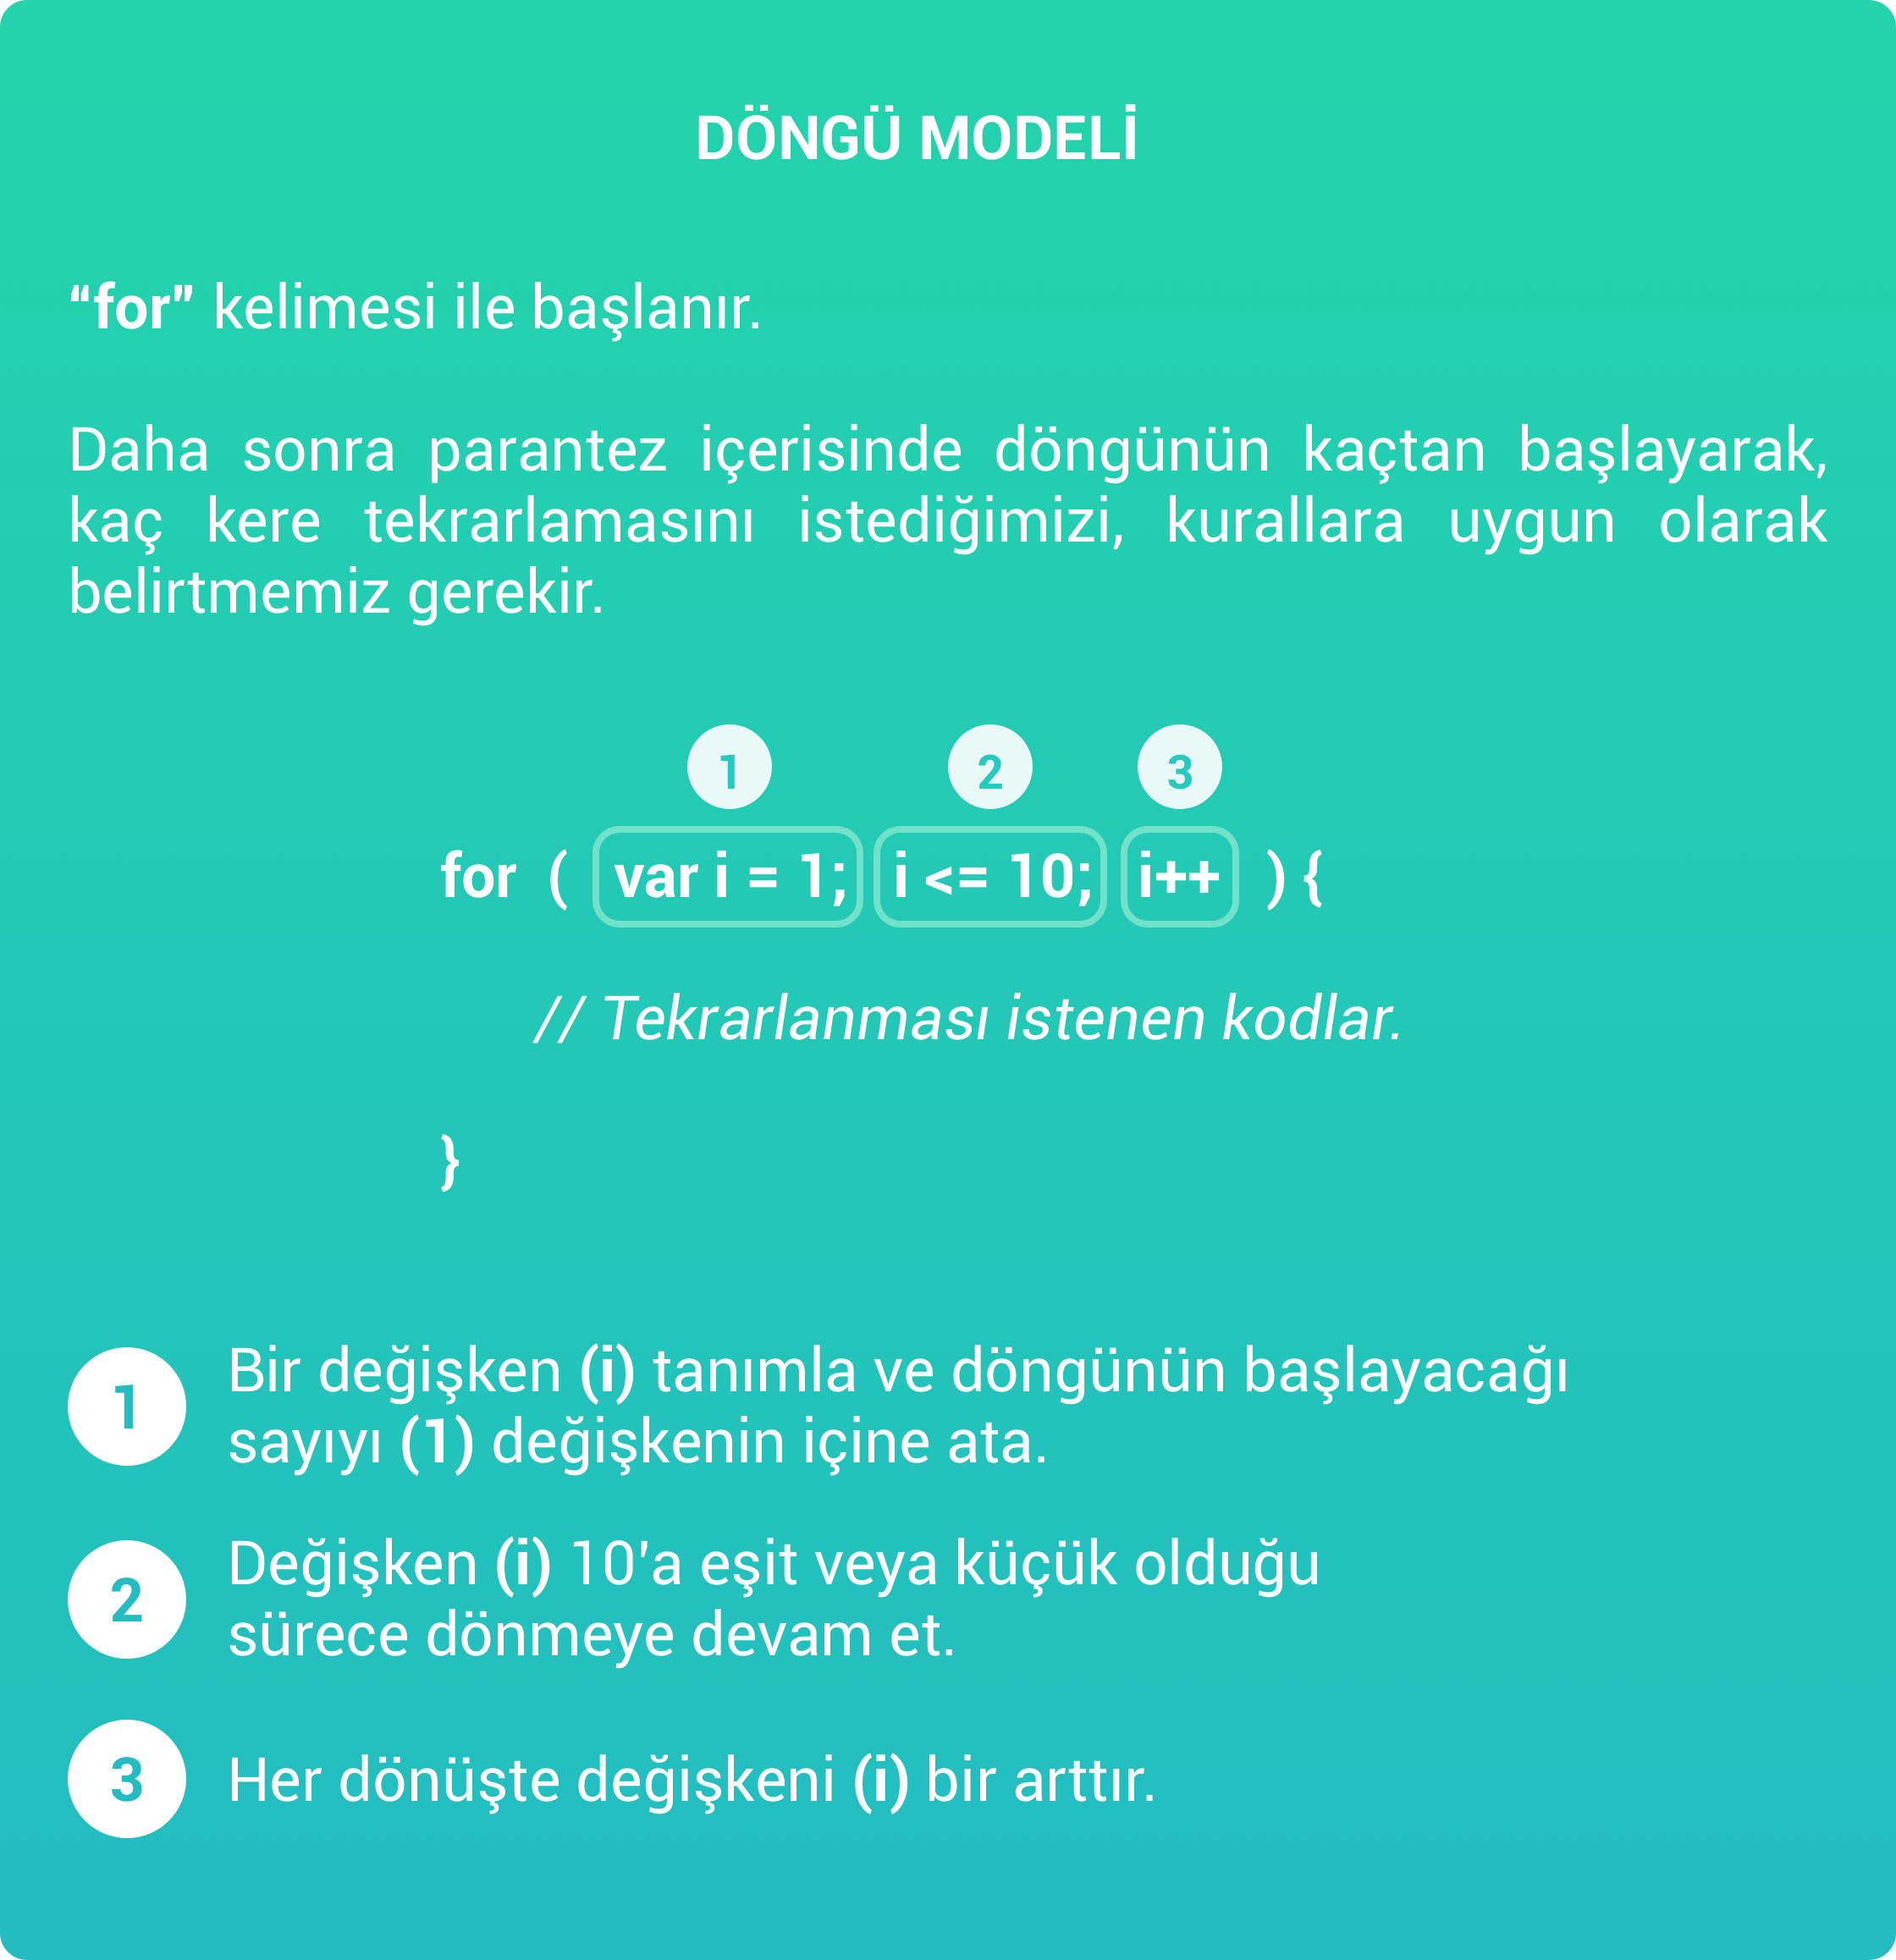 DÖNGÜ MODELİ
“for” kelimesi ile başlanır.
Daha sonra parantez içerisinde döngünün kaçtan başlayarak,
kaç kere tekrarlamasını istediğimizi, kurallara uygun olarak
belirtmemiz gerekir.
1 2 3
for ( var i = 1; i <= 10; i++ ) {
// Tekrarlanması istenen kodlar.
}
1 Bir değişken (i) tanımla ve döngünün başlayacağı
sayıyı (1) değişkenin içine ata.
2 Değişken (i) 10'a eşit veya küçük olduğu
sürece dönmeye devam et.
3 Her dönüşte değişkeni (i) bir arttır.